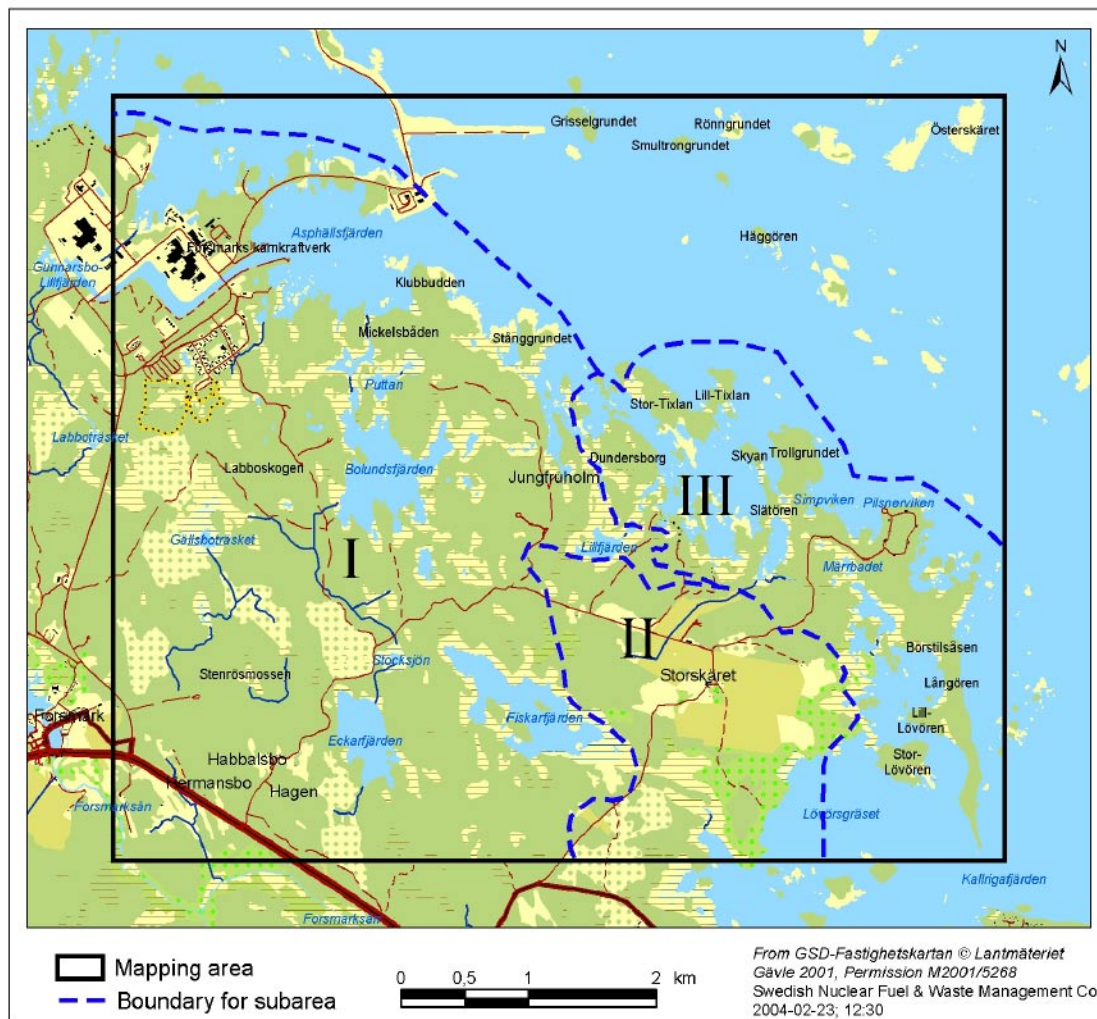 N
Grisselgrundet
Rönngrundet
Österskäret
Smultrongrundet
Asphällsfjärden
Häggören
Forsmarks kärnkraftverk
Gunnarsbo-
Lillfjärden
Klubbudden
Mickelsbäden
Stånggrundet
Puttan
Stor-Tixlan
Lill-Tixlan
Labboträsket
Labboskogen
Bolundsfjärden
Jungfruholm
Dundersborg
Skyan
Trollgrundet
III
Simpviken
Pilsnerviken
Slätören
Gällsboträsket
Lillfjärden
I
Märrbadet
II
Börstilsåsen
Stocksjön
Stenrösmossen
Storskäret
Långören
Forsmark
Fiskarfjärden
Lill-
Lövören
Eckarfjärden
Habbalsbo
Stor-
Lövören
Hermansbo
Hagen
Forsmarksån
Lövörsgräset
Kallrigafjärden
Forsmarksån
Mapping area
Boundary for subarea
0 0,5 1 2 km
From GSD-Fastighetskartan © Lantmäteriet
Gävle 2001, Permission M2001/5268
Swedish Nuclear Fuel & Waste Management Co
2004-02-23; 12:30